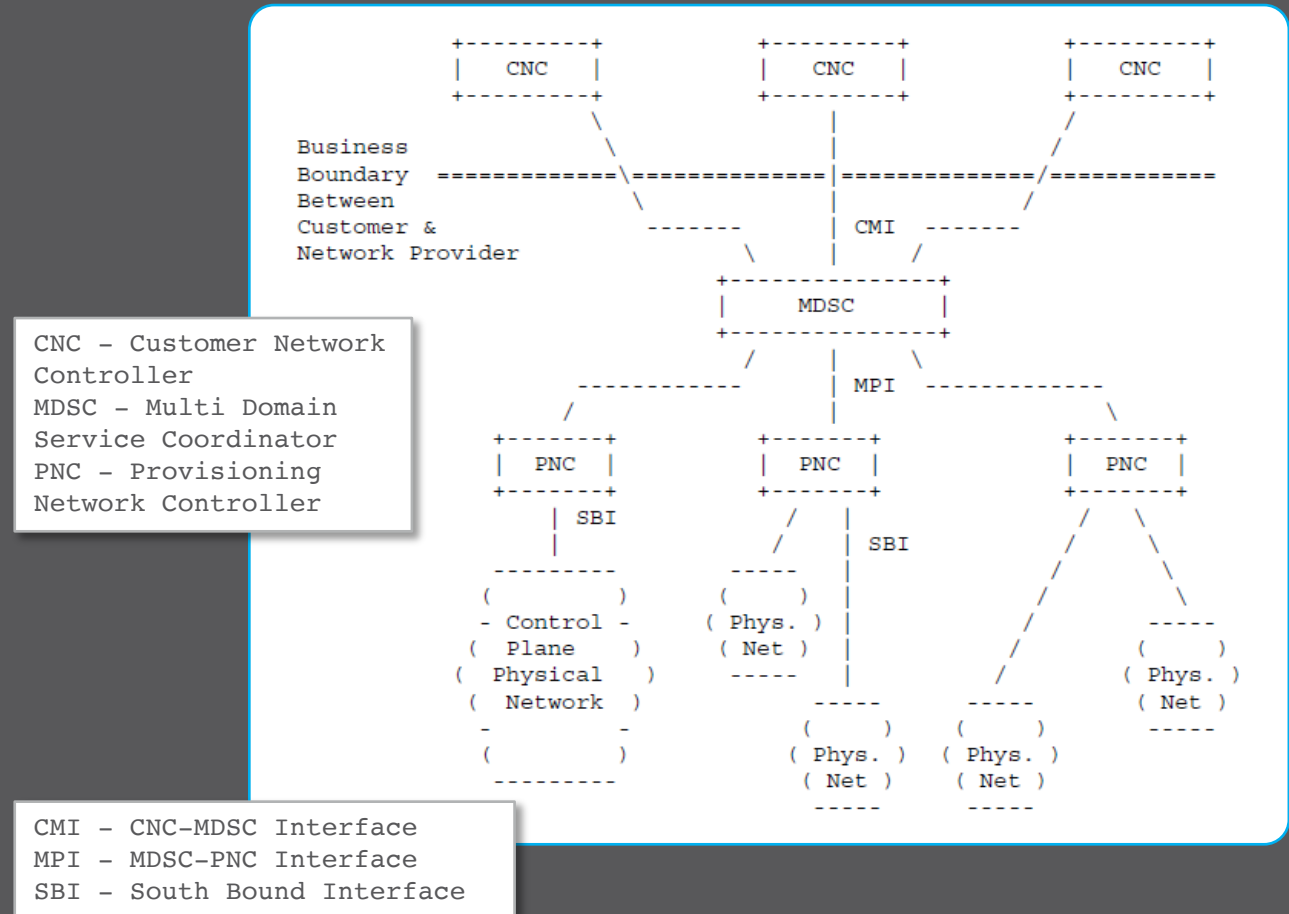 CNC CNC CNC
Business
Boundary
Between
Customer & CMI
Network Provider
MDSC
MPI
PNC PNC PNC
SBI
SBI
Control Phys.
Plane Net
Physical Phys.
Network Net
Phys. Phys.
Net Net
CNC - Customer Network
Controller
MDSC - Multi Domain
Service Coordinator
PNC - Provisioning
Network Controller
CMI - CNC-MDSC Interface
MPI - MDSC-PNC Interface
SBI - South Bound Interface